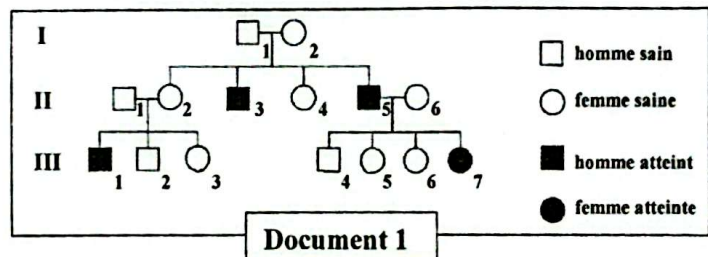 I
1 2
homme sain
II
1 2 3 4 5 6
femme saine
III
1 2 3 4 5 6 7
homme atteint
femme atteinte
Document 1